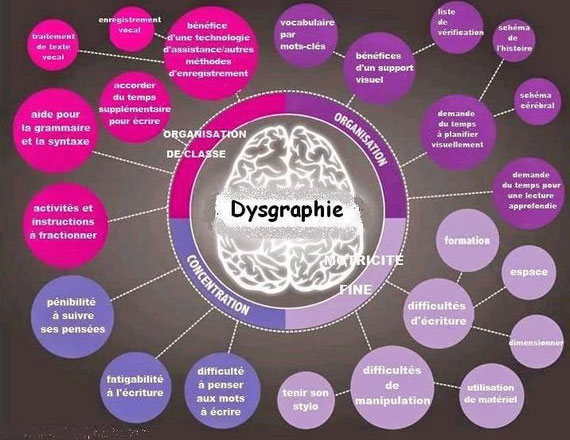 enregistrement
vocal
traitement
de texte
vocal
bénéfice
d'une technologie
d'assistance/autres
méthodes
d'enregistrement
accorder
du temps
supplémentaire
pour écrire
aide pour
la grammaire
et la syntaxe
activités et
instructions
à fractionner
ORGANISATION
DE CLASSE
vocabulaire
par
mots-clés
bénéfices
d'un support
visuel
liste
de
vérification
schéma
de
l'histoire
schéma
cérébral
demande
du temps
à planifier
visuellement
demande
du temps pour
une lecture
approfondie
ORGANISATION
Dysgraphie
CONCENTRATION
MOTRICITÉ
FINE
pénibilité
à suivre
ses pensées
fatigabilité
à l'écriture
difficulté
à penser
aux mots
à écrire
formation
espace
difficultés
d'écriture
dimensionner
difficultés
de
manipulation
tenir son
stylo
utilisation
de matériel